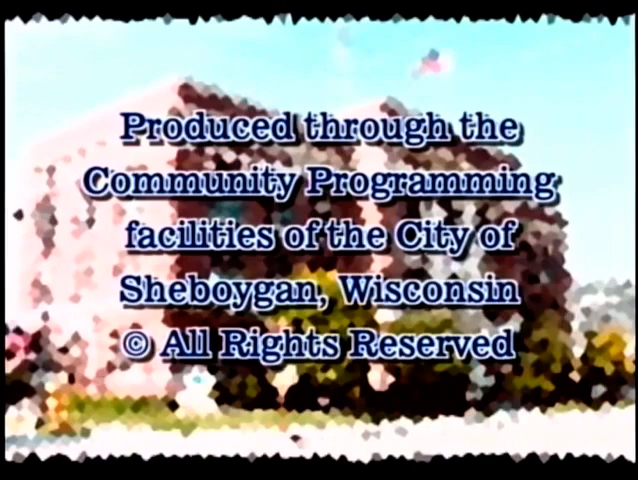 Produced through the
Community Programming
facilities of the City of
Sheboygan, Wisconsin
© All Rights Reserved